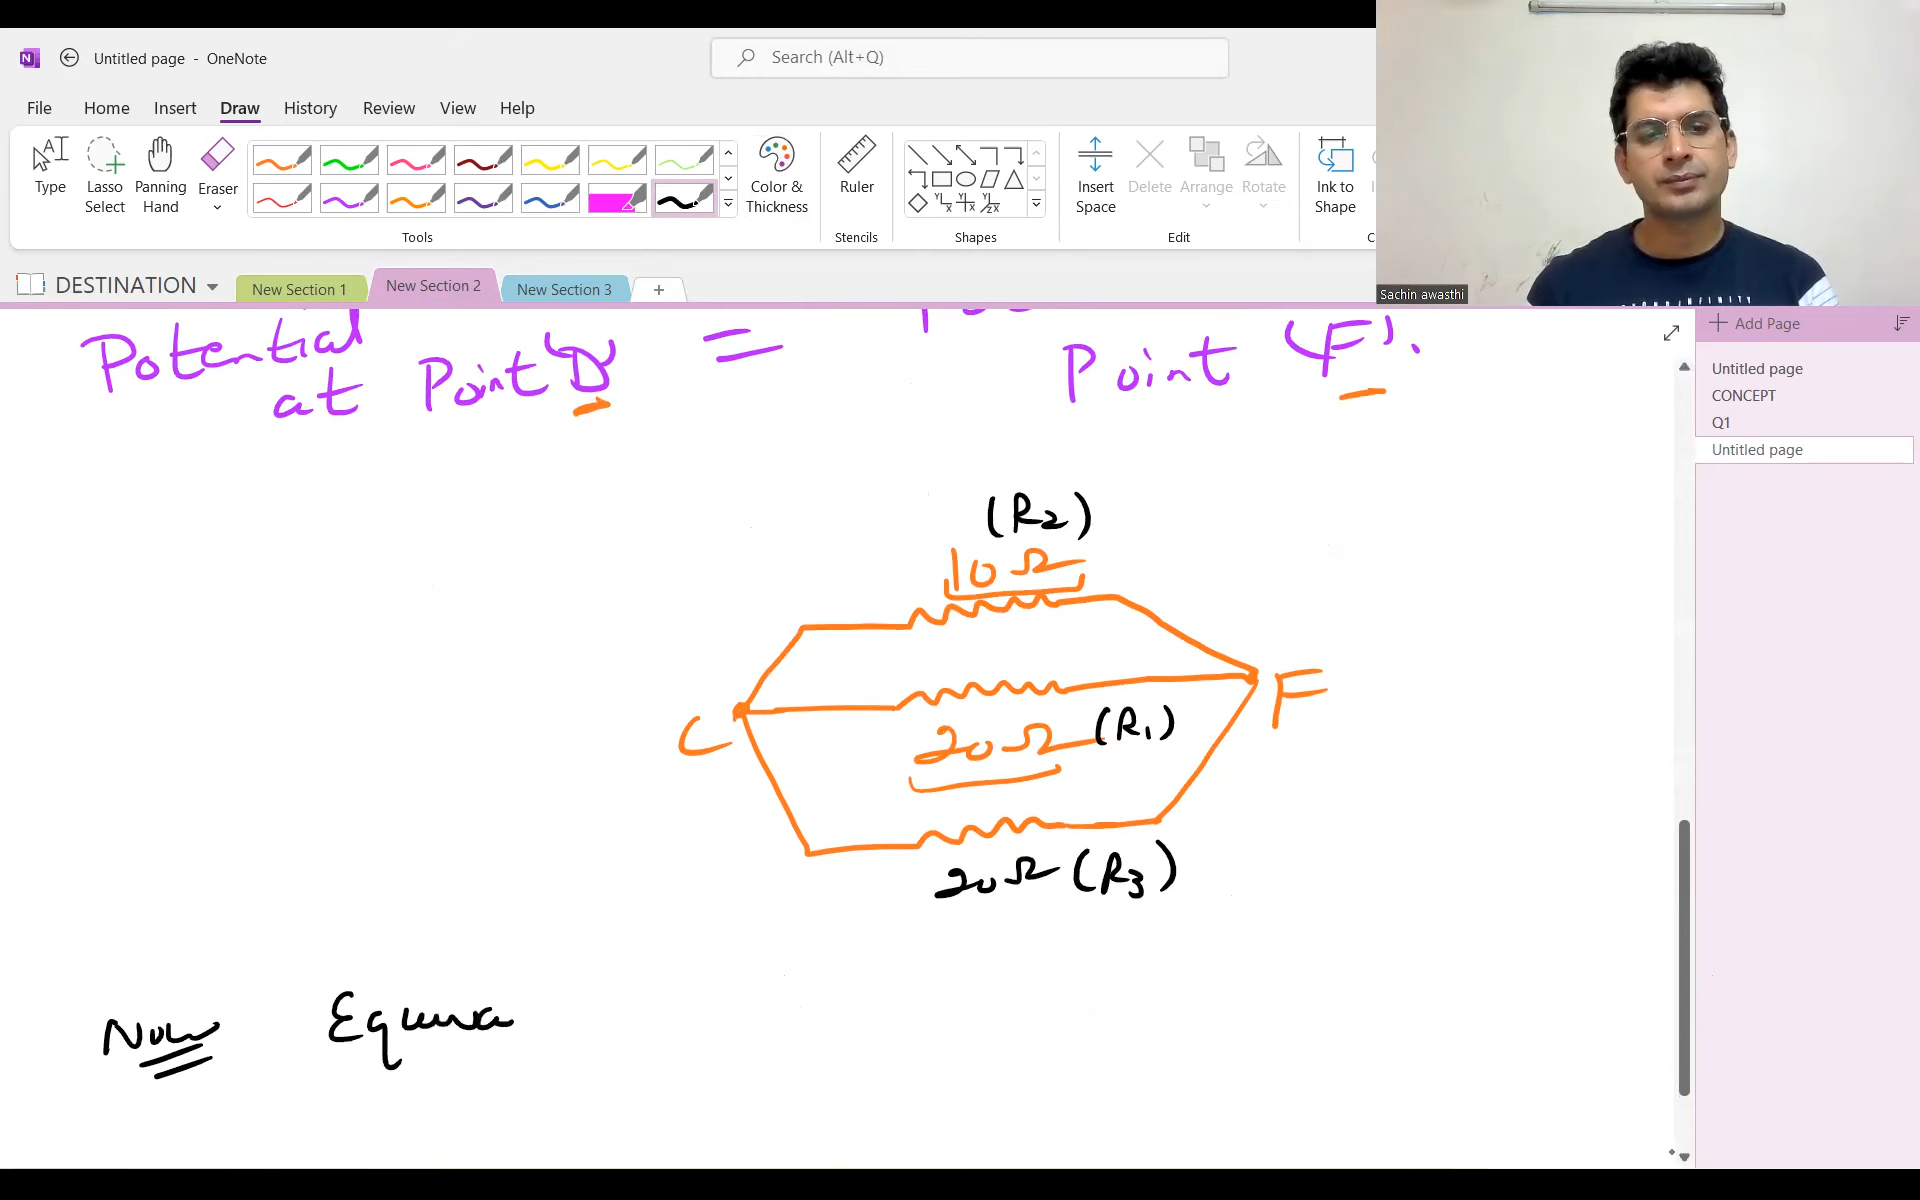 Untitled page - OneNote
Search (Alt+Q)
File Home Insert Draw History Review View Help
Type
Lasso Select
Panning Hand
Eraser
Color & Thickness
Ruler
Insert Space
Delete
Arrange
Rotate
Ink to Shape
Tools
Stencils
Shapes
Edit
DESTINATION
New Section 1
New Section 2
New Section 3
Sachin awasthi
Add Page
Untitled page
CONCEPT
Q1
Untitled page
Potential
at Point (D) = Point (F).
(R2)
10 Ω
C
F
20 Ω (R1)
20 Ω (R3)
Now Equiva